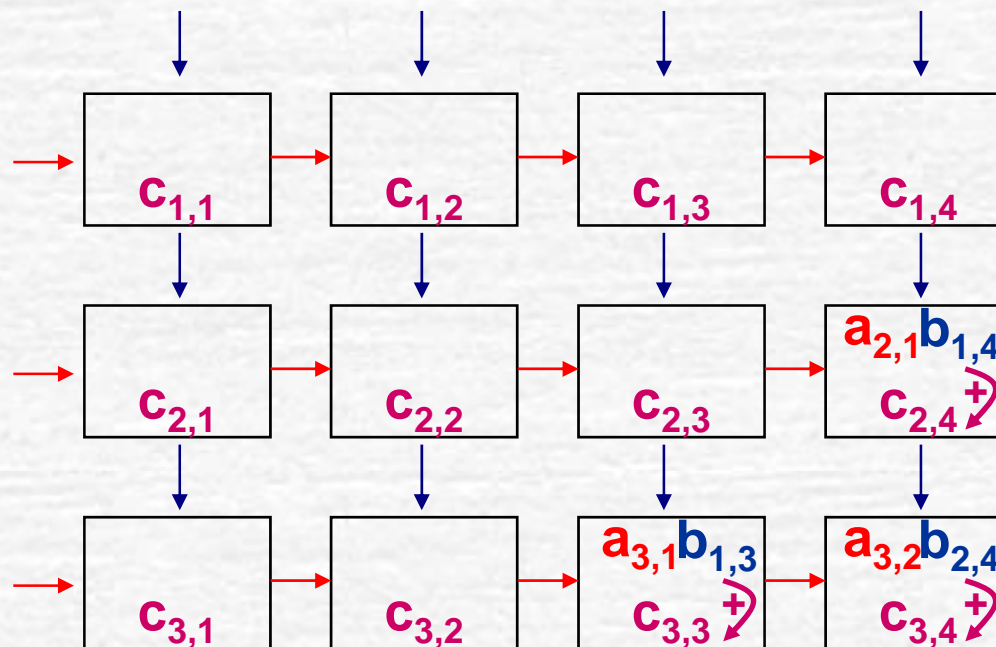 c1,1 c1,2 c1,3 c1,4
a2,1b1,4
+
c2,1 c2,2 c2,3 c2,4
a3,1b1,3 a3,2b2,4
+ +
c3,1 c3,2 c3,3 c3,4